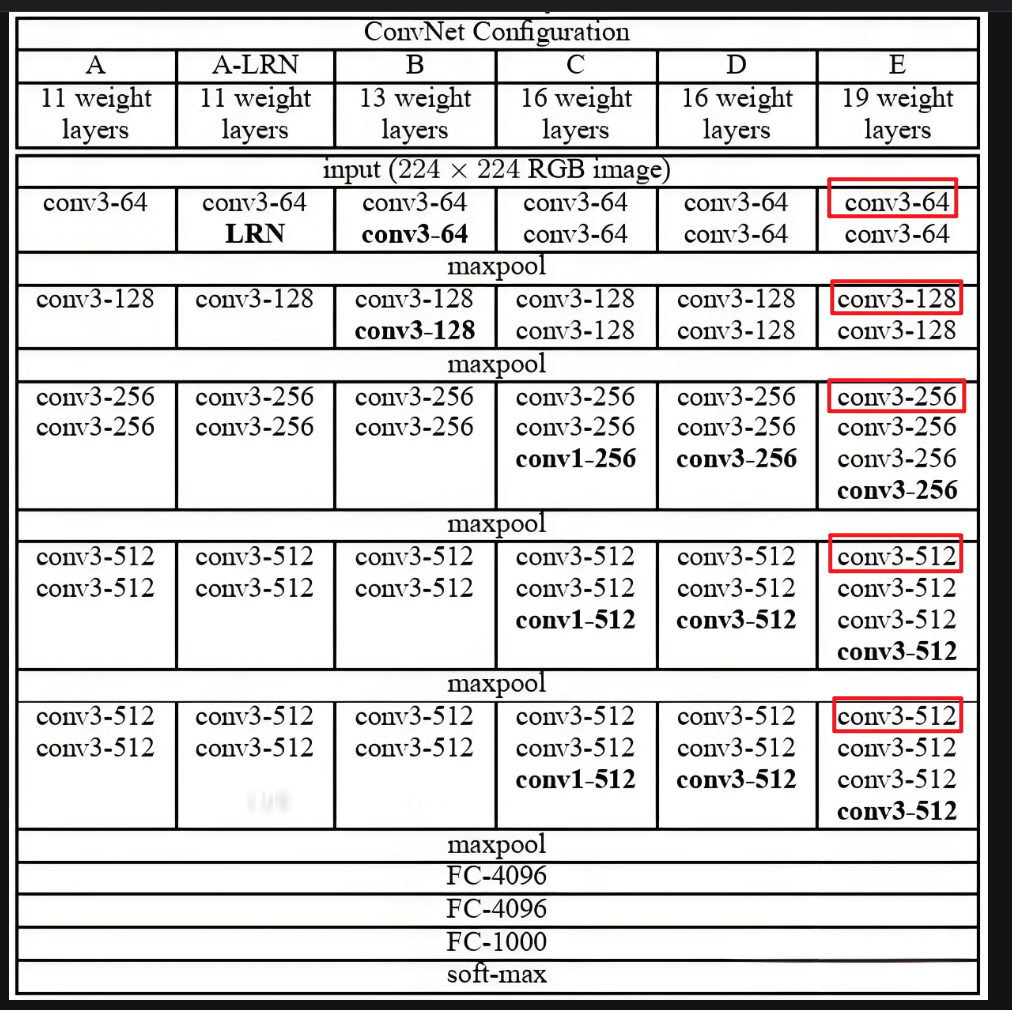 ConvNet Configuration
A A-LRN B C D E
11 weight layers 11 weight layers 13 weight layers 16 weight layers 16 weight layers 19 weight layers
input (224 × 224 RGB image)
conv3-64 conv3-64 conv3-64 conv3-64 conv3-64 conv3-64
LRN conv3-64 conv3-64 conv3-64 conv3-64
maxpool
conv3-128 conv3-128 conv3-128 conv3-128 conv3-128 conv3-128
conv3-128 conv3-128 conv3-128 conv3-128
maxpool
conv3-256 conv3-256 conv3-256 conv3-256 conv3-256 conv3-256
conv3-256 conv3-256 conv3-256 conv3-256 conv3-256 conv3-256
conv1-256 conv3-256 conv3-256
conv3-256
maxpool
conv3-512 conv3-512 conv3-512 conv3-512 conv3-512 conv3-512
conv3-512 conv3-512 conv3-512 conv3-512 conv3-512 conv3-512
conv1-512 conv3-512 conv3-512
conv3-512
maxpool
conv3-512 conv3-512 conv3-512 conv3-512 conv3-512 conv3-512
conv3-512 conv3-512 conv3-512 conv3-512 conv3-512 conv3-512
conv1-512 conv3-512 conv3-512
conv3-512
maxpool
FC-4096
FC-4096
FC-1000
soft-max